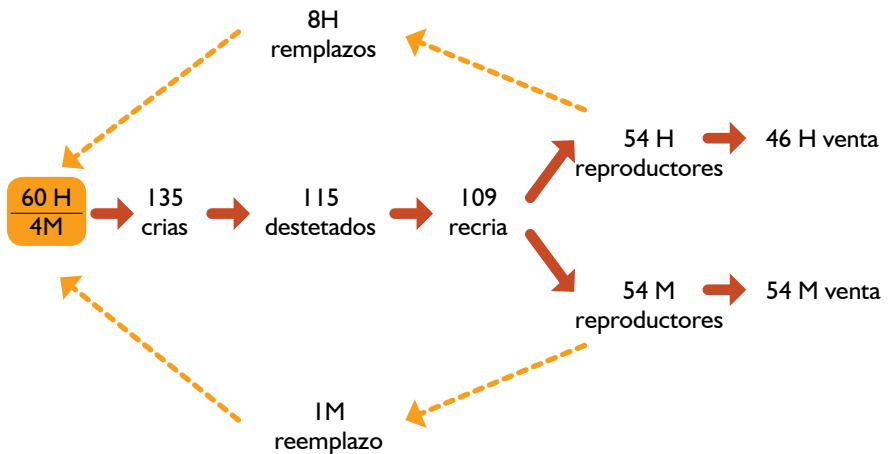 8H
remplazos
54 H
reproductores
46 H venta
60 H
4M
135
crias
115
destetados
109
recria
54 M
reproductores
54 M venta
1M
reemplazo